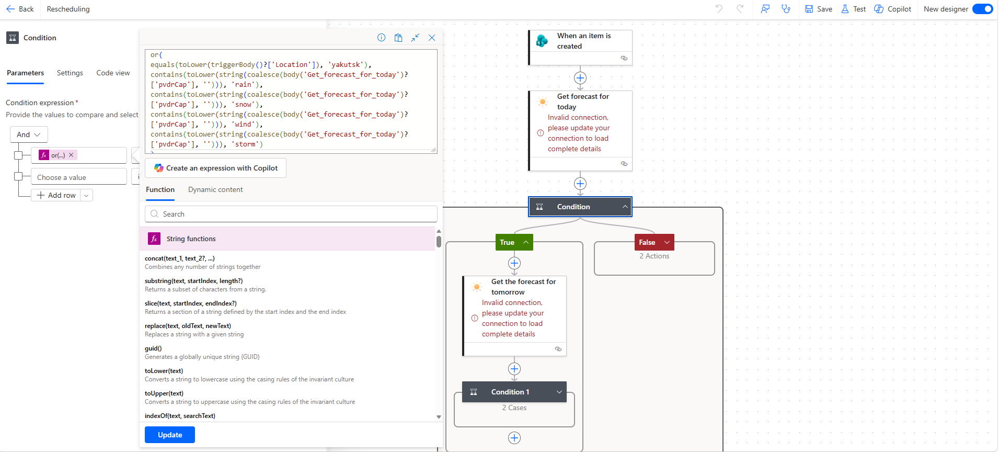 Back
Rescheduling
Save
Test
Copilot
New designer
Condition
Parameters
Settings
Code view
Condition expression *
Provide the values to compare and select
And
or(...)
Choose a value
i
Add row
or(
equals(toLower(triggerBody()?['Location']), 'yakutsk'),
contains(toLower(string(coalesce(body('Get_forecast_for_today')?
['pvdrCap'], ''))), 'rain'),
contains(toLower(string(coalesce(body('Get_forecast_for_today')?
['pvdrCap'], ''))), 'snow'),
contains(toLower(string(coalesce(body('Get_forecast_for_today')?
['pvdrCap'], ''))), 'wind'),
contains(toLower(string(coalesce(body('Get_forecast_for_today')?
['pvdrCap'], ''))), 'storm')
)
Create an expression with Copilot
Function
Dynamic content
Search
fx
String functions
concat(text_1, text_2?, ...)
Combines any number of strings together
substring(text, startIndex, length?)
Returns a subset of characters from a string.
slice(text, startIndex, endIndex?)
Returns a section of a string defined by the start index and the end index
replace(text, oldText, newText)
Replaces a string with a given string
guid()
Generates a globally unique string (GUID)
toLower(text)
Converts a string to lowercase using the casing rules of the invariant culture
toUpper(text)
Converts a string to uppercase using the casing rules of the invariant culture
indexOf(text, searchText)
Update
When an item is
created
Get forecast for
today
Invalid connection,
please update your
connection to load
complete details
Condition
True
False
2 Actions
Get the forecast for
tomorrow
Invalid connection,
please update your
connection to load
complete details
Condition 1
2 Cases